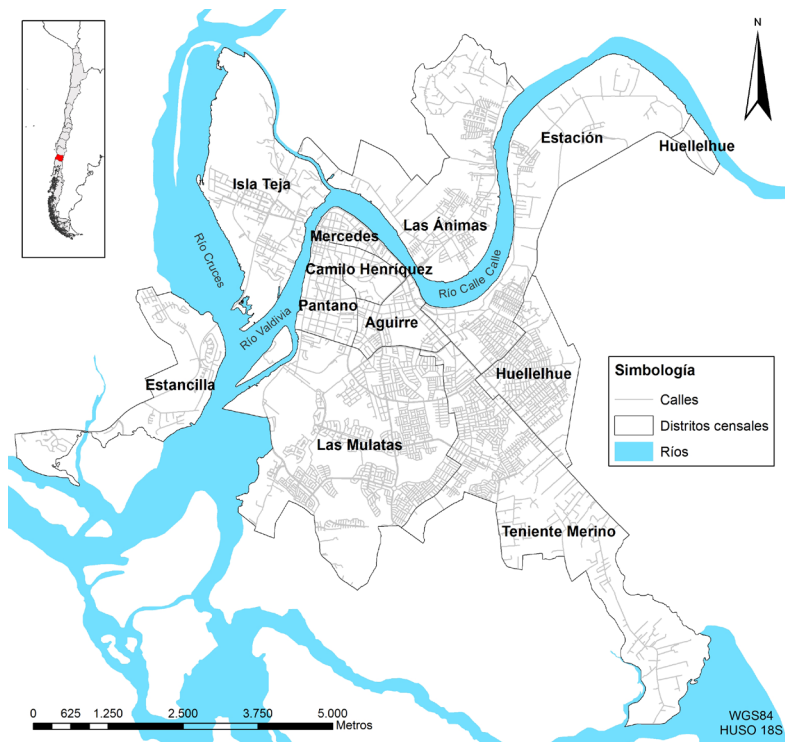 N
Estación
Huellelhue
Isla Teja
Las Ánimas
Mercedes
Río Cruces
Camilo Henríquez
Río Calle Calle
Pantano
Río Valdivia
Aguirre
Estancilla
Huellelhue
Las Mulatas
Teniente Merino
Simbología
Calles
Distritos censales
Ríos
0 625 1.250 2.500 3.750 5.000
Metros
WGS84
HUSO 18S